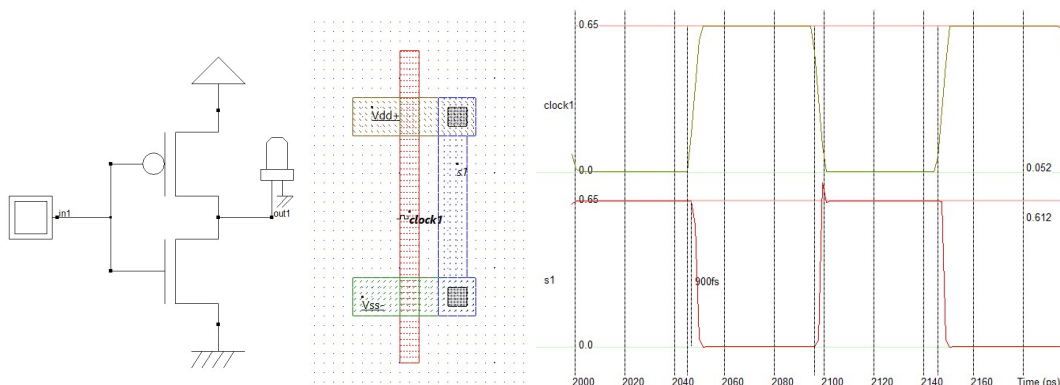 in1
out1
Vdd+
s1
clock1
Vss-
0.65
clock1
0.0
0.052
0.65
0.612
s1
900fs
0.0
2000 2020 2040 2060 2080 2100 2120 2140 2160 Time (ps)